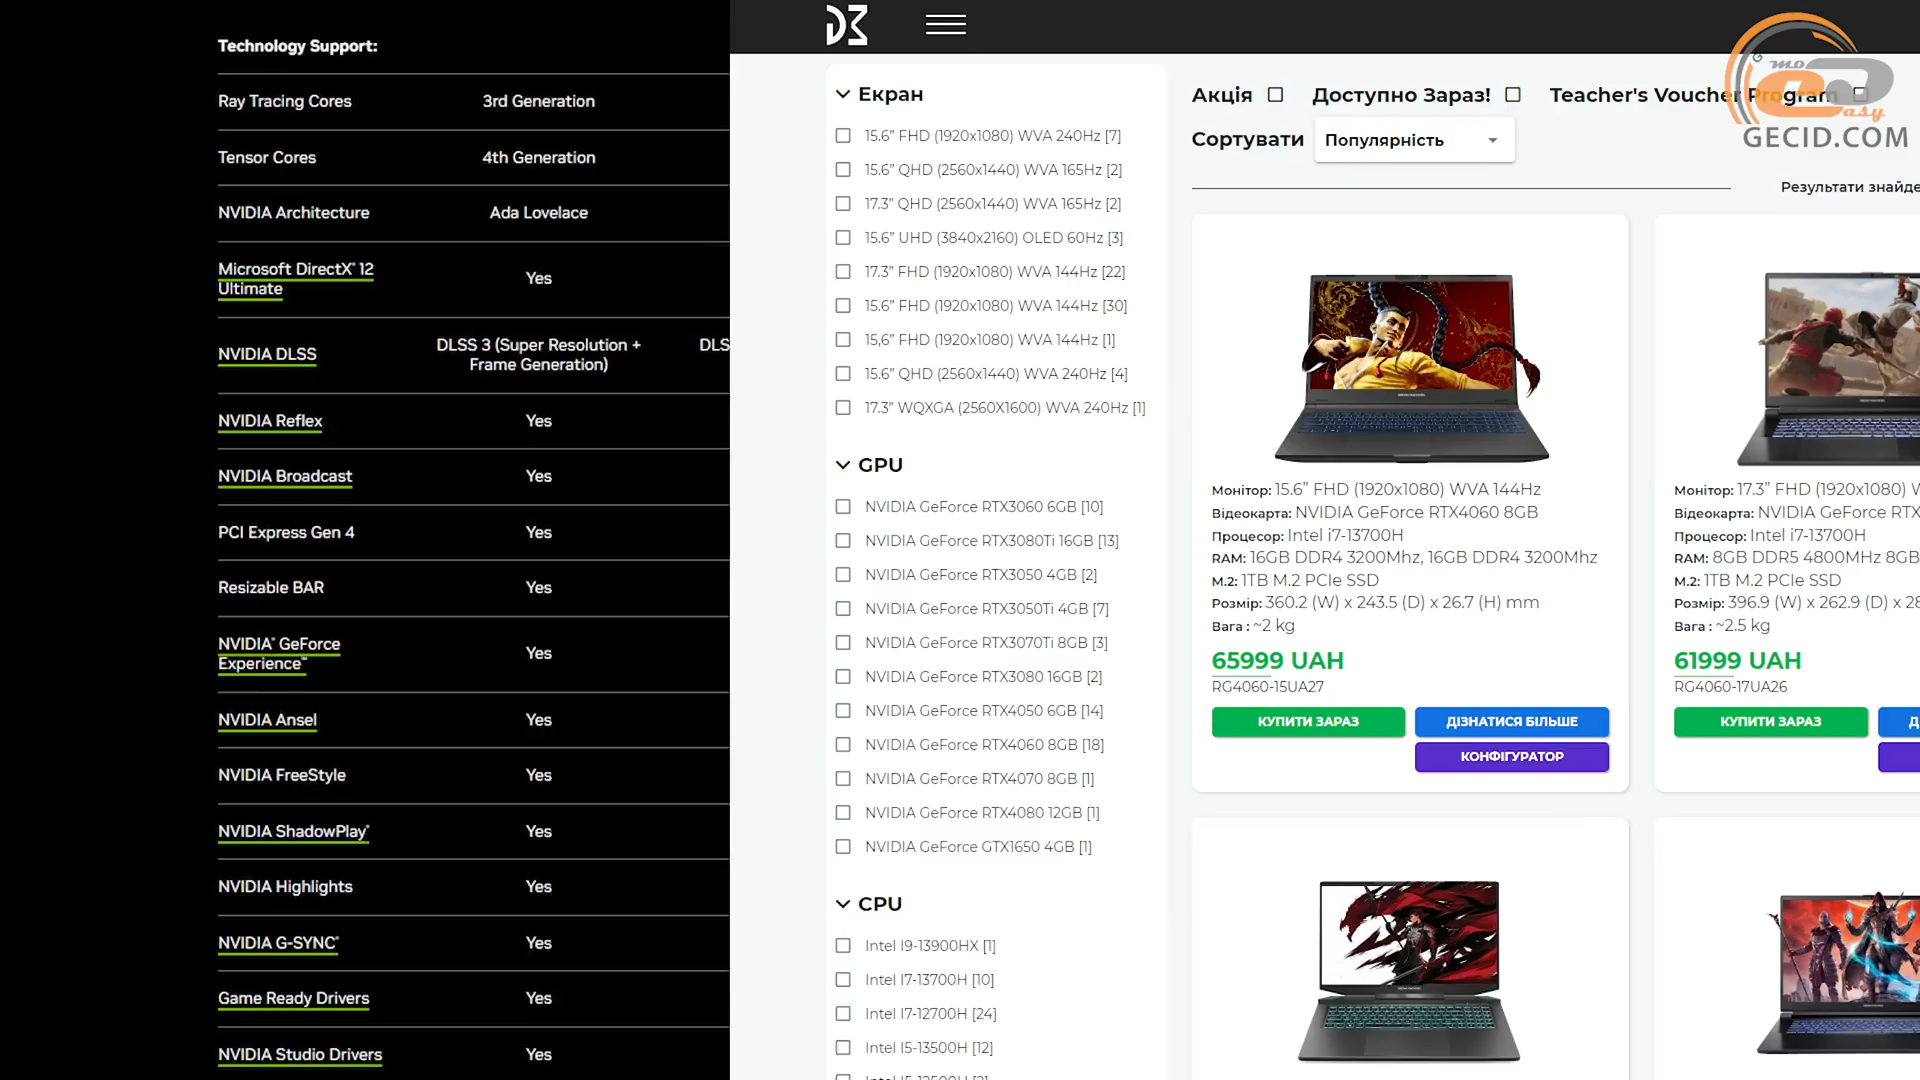 Technology Support:
Ray Tracing Cores 3rd Generation
Tensor Cores 4th Generation
NVIDIA Architecture Ada Lovelace
Microsoft DirectX® 12
Ultimate
Yes
NVIDIA DLSS
DLSS 3 (Super Resolution +
Frame Generation)
DLS
NVIDIA Reflex Yes
NVIDIA Broadcast Yes
PCI Express Gen 4 Yes
Resizable BAR Yes
NVIDIA® GeForce
Experience™
Yes
NVIDIA Ansel Yes
NVIDIA FreeStyle Yes
NVIDIA ShadowPlay® Yes
NVIDIA Highlights Yes
NVIDIA G-SYNC® Yes
Game Ready Drivers Yes
NVIDIA Studio Drivers Yes
Екран
15.6” FHD (1920x1080) WVA 240Hz [7]
15.6” QHD (2560x1440) WVA 165Hz [2]
17.3” QHD (2560x1440) WVA 165Hz [2]
15.6” UHD (3840x2160) OLED 60Hz [3]
17.3” FHD (1920x1080) WVA 144Hz [22]
15.6” FHD (1920x1080) WVA 144Hz [30]
15,6” FHD (1920x1080) WVA 144Hz [1]
15.6” QHD (2560x1440) WVA 240Hz [4]
17.3” WQXGA (2560X1600) WVA 240Hz [1]
GPU
NVIDIA GeForce RTX3060 6GB [10]
NVIDIA GeForce RTX3080Ti 16GB [13]
NVIDIA GeForce RTX3050 4GB [2]
NVIDIA GeForce RTX3050Ti 4GB [7]
NVIDIA GeForce RTX3070Ti 8GB [3]
NVIDIA GeForce RTX3080 16GB [2]
NVIDIA GeForce RTX4050 6GB [14]
NVIDIA GeForce RTX4060 8GB [18]
NVIDIA GeForce RTX4070 8GB [1]
NVIDIA GeForce RTX4080 12GB [1]
NVIDIA GeForce GTX1650 4GB [1]
CPU
Intel I9-13900HX [1]
Intel I7-13700H [10]
Intel I7-12700H [24]
Intel I5-13500H [12]
Акція Доступно Зараз! Teacher's Voucher Program
Сортувати Популярність
Результати знайде
GECID.COM
Монітор: 15.6” FHD (1920x1080) WVA 144Hz
Відеокарта: NVIDIA GeForce RTX4060 8GB
Процесор: Intel i7-13700H
RAM: 16GB DDR4 3200Mhz, 16GB DDR4 3200Mhz
M.2: 1TB M.2 PCIe SSD
Розмір: 360.2 (W) x 243.5 (D) x 26.7 (H) mm
Вага : ~2 kg
65999 UAH
RG4060-15UA27
КУПИТИ ЗАРАЗ
ДІЗНАТИСЯ БІЛЬШЕ
КОНФІГУРАТОР
Монітор: 17.3” FHD (1920x1080) W
Відеокарта: NVIDIA GeForce RTX
Процесор: Intel i7-13700H
RAM: 8GB DDR5 4800MHz 8GB
M.2: 1TB M.2 PCIe SSD
Розмір: 396.9 (W) x 262.9 (D) x 28
Вага : ~2.5 kg
61999 UAH
RG4060-17UA26
КУПИТИ ЗАРАЗ
Д